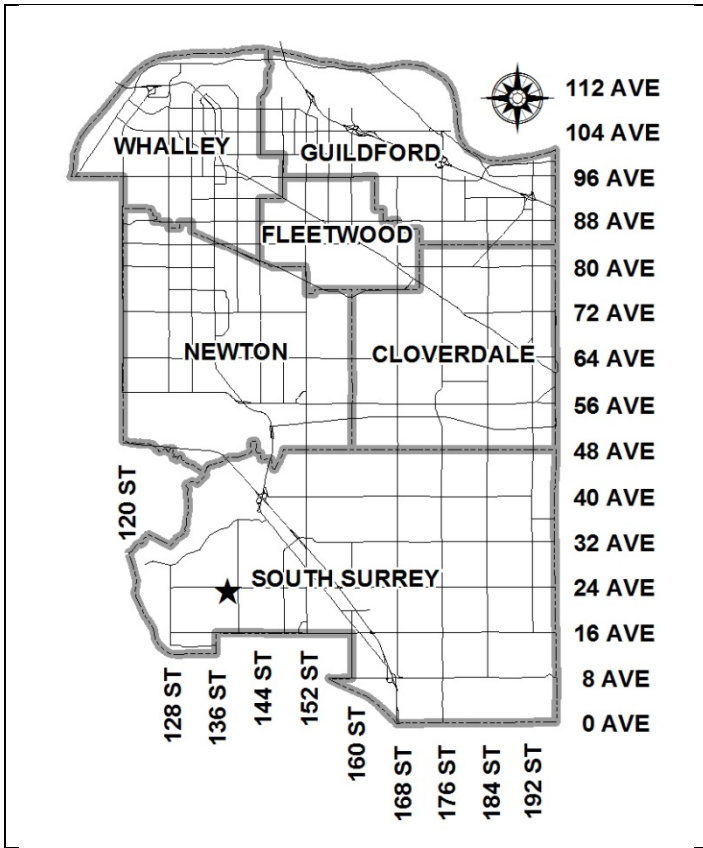 112 AVE
104 AVE
WHALLEY
GUILDFORD
96 AVE
88 AVE
FLEETWOOD
80 AVE
72 AVE
NEWTON
CLOVERDALE
64 AVE
56 AVE
48 AVE
120 ST
40 AVE
32 AVE
SOUTH SURREY
24 AVE
16 AVE
8 AVE
0 AVE
128 ST
136 ST
144 ST
152 ST
160 ST
168 ST
176 ST
184 ST
192 ST